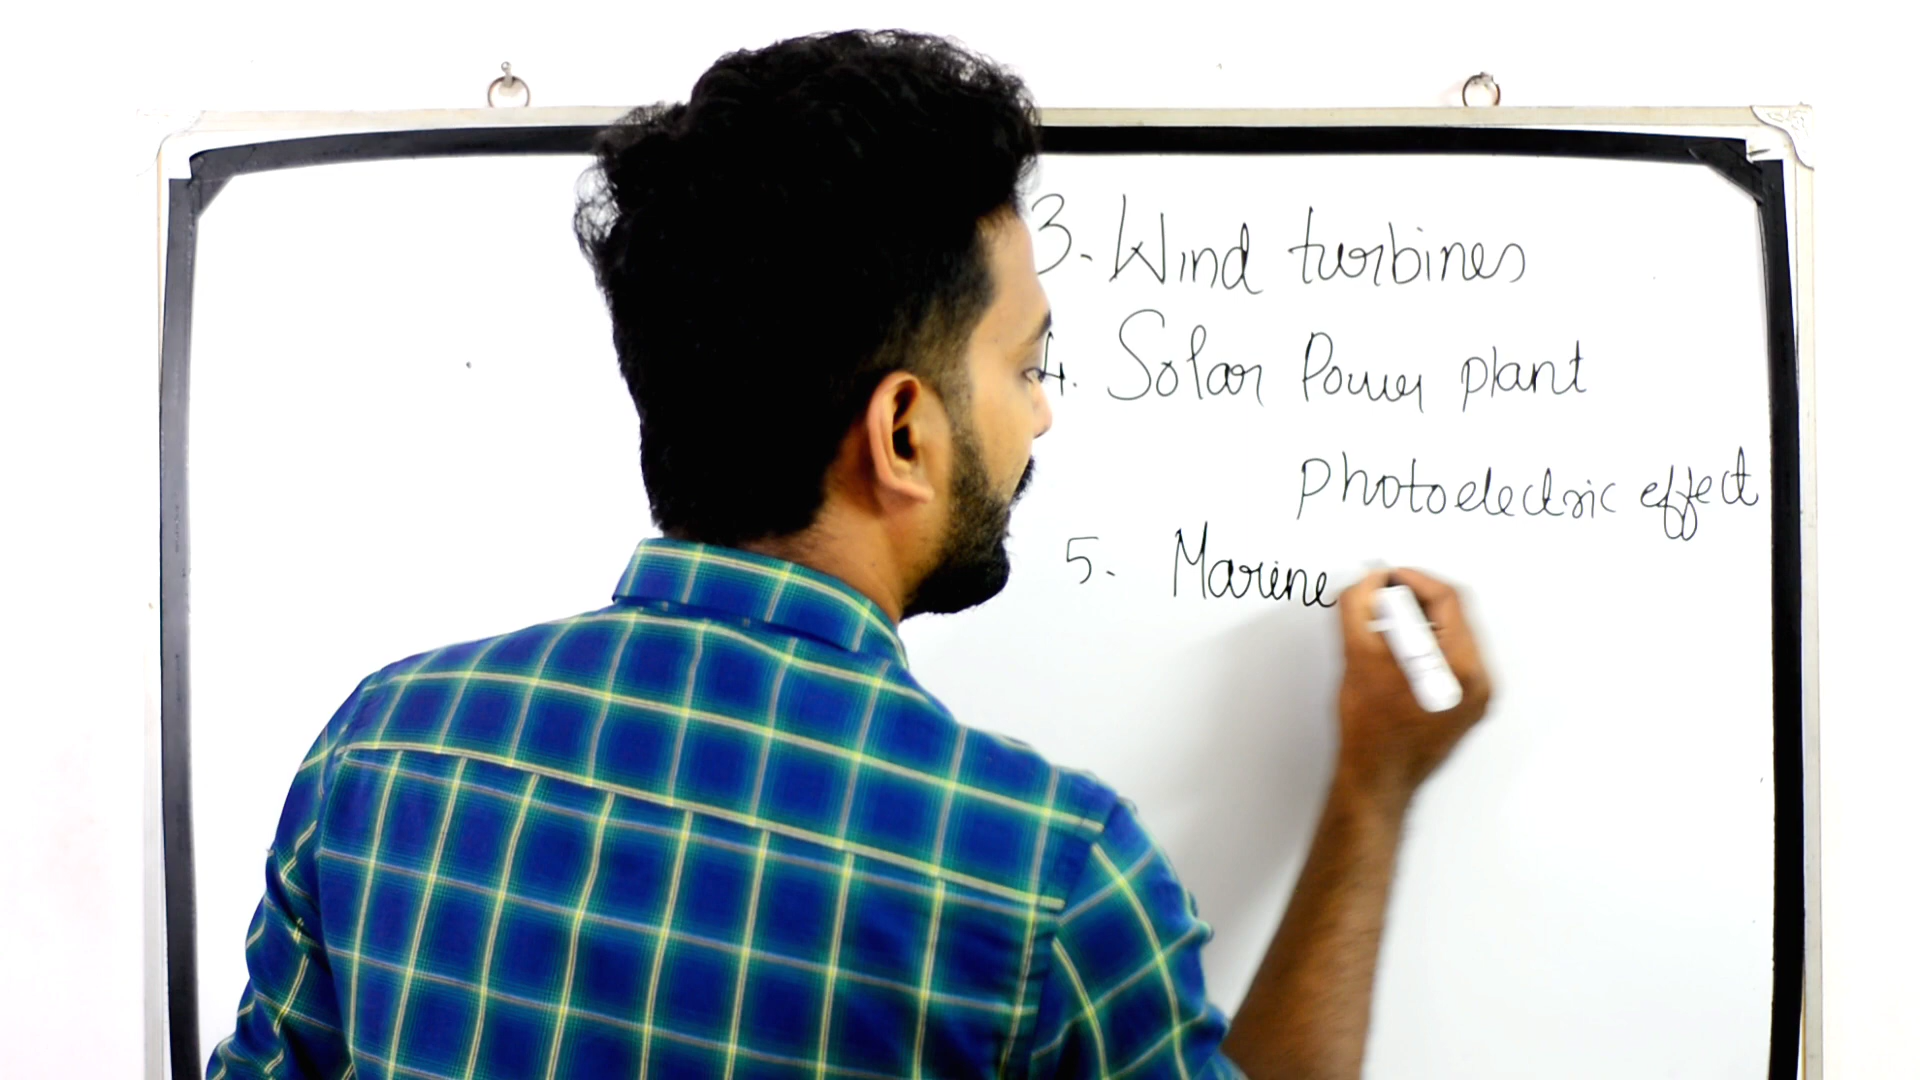 3. Wind turbines
4. Solar Power plant
Photoelectric effect
5. Marine